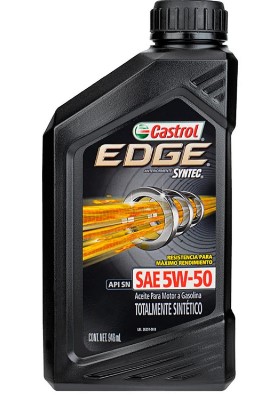 Castrol
EDGE
ANTERIORMENTE SYNTEC
RESISTENCIA PARA
MÁXIMO RENDIMIENTO
API SN SAE 5W-50
Aceite Para Motor a Gasolina
TOTALMENTE SINTÉTICO
CONT. NET. 946 mL